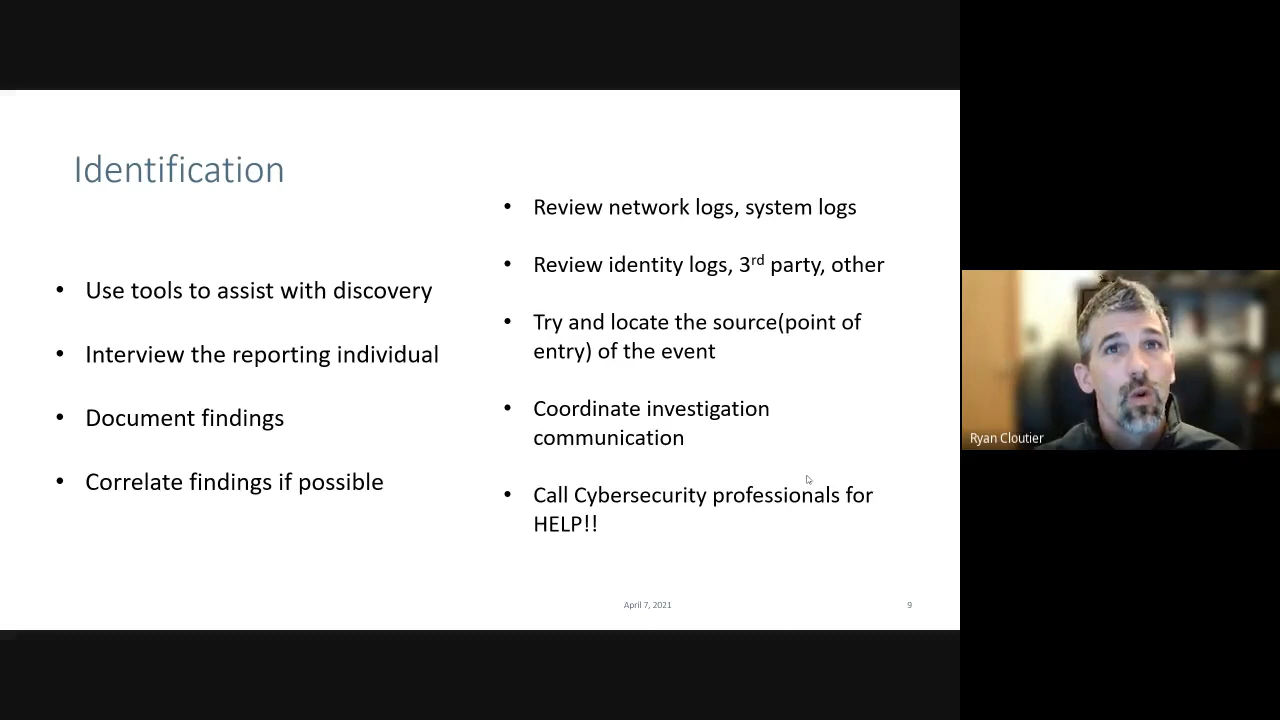 Identification
• Use tools to assist with discovery
• Interview the reporting individual
• Document findings
• Correlate findings if possible
• Review network logs, system logs
• Review identity logs, 3rd party, other
• Try and locate the source(point of
entry) of the event
• Coordinate investigation
communication
• Call Cybersecurity professionals for
HELP!!
April 7, 2021
9
Ryan Cloutier